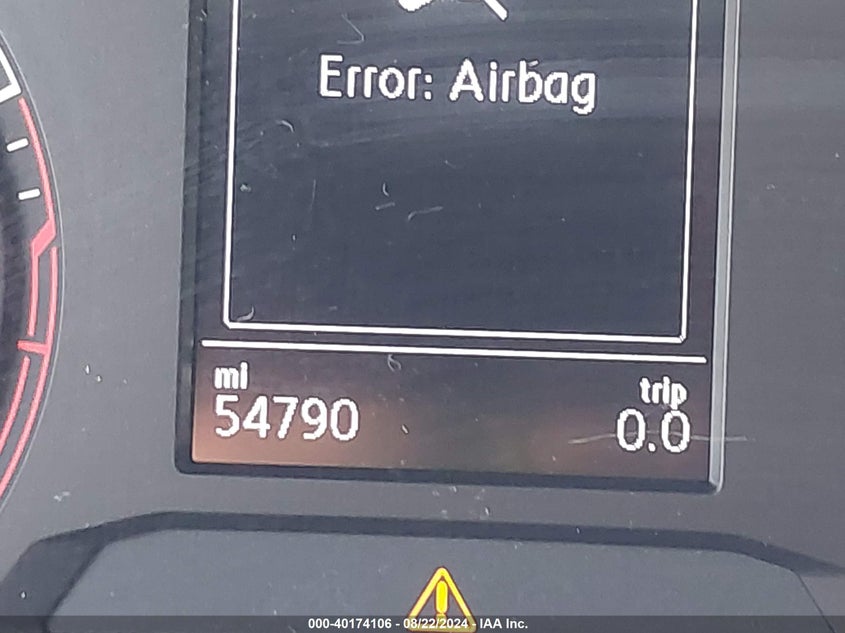 Error: Airbag
mi
trip
54790
0.0
000-40174106 - 08/22/2024 - IAA Inc.